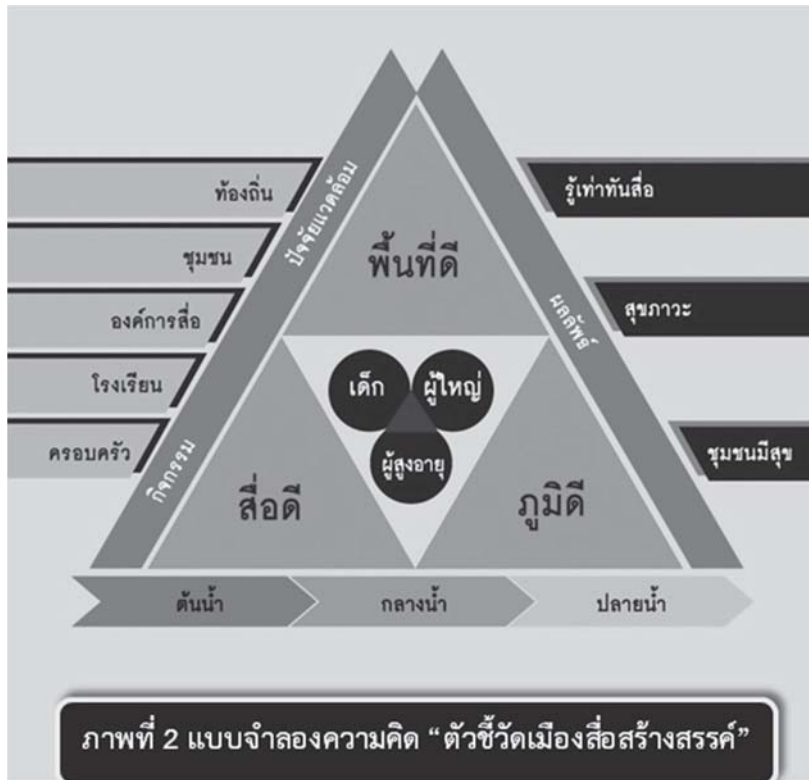 ท้องถิ่น
ชุมชน
องค์การสื่อ
โรงเรียน
ครอบครัว
ปัจจัยแวดล้อม
กิจกรรม
พื้นที่ดี
สื่อดี
ภูมิดี
เด็ก
ผู้ใหญ่
ผู้สูงอายุ
ผลลัพธ์
รู้เท่าทันสื่อ
สุขภาวะ
ชุมชนมีสุข
ต้นน้ำ
กลางน้ำ
ปลายน้ำ
ภาพที่ 2 แบบจำลองความคิด “ตัวชี้วัดเมืองสื่อสร้างสรรค์”